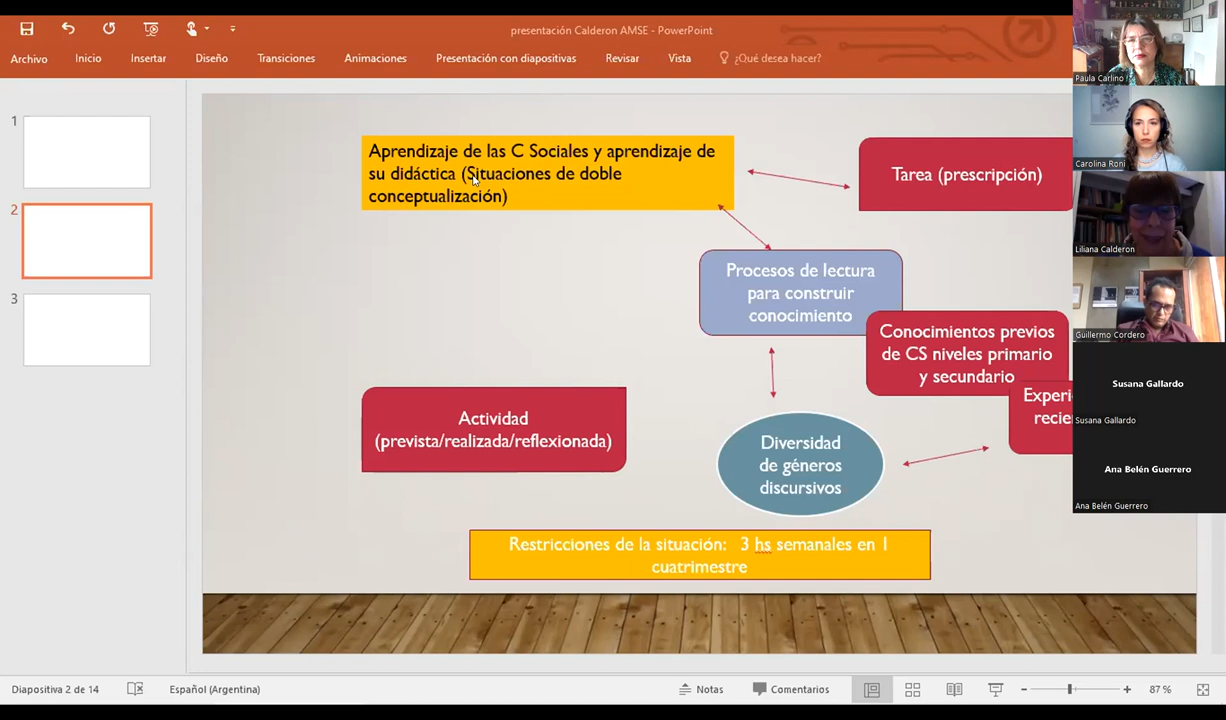 presentación Calderon AMSE - PowerPoint
Archivo
Inicio
Insertar
Diseño
Transiciones
Animaciones
Presentación con diapositivas
Revisar
Vista
¿Qué desea hacer?
1
2
3
Aprendizaje de las C Sociales y aprendizaje de
su didáctica (Situaciones de doble
conceptualización)
Tarea (prescripción)
Procesos de lectura
para construir
conocimiento
Conocimientos previos
de CS niveles primario
y secundario
Experi
recie
Actividad
(prevista/realizada/reflexionada)
Diversidad
de géneros
discursivos
Restricciones de la situación: 3 hs semanales en 1
cuatrimestre
Paula Carlino
Carolina Roni
Liliana Calderon
Guillermo Cordero
Susana Gallardo
Susana Gallardo
Ana Belén Guerrero
Ana Belén Guerrero
Diapositiva 2 de 14
Español (Argentina)
Notas
Comentarios
87 %